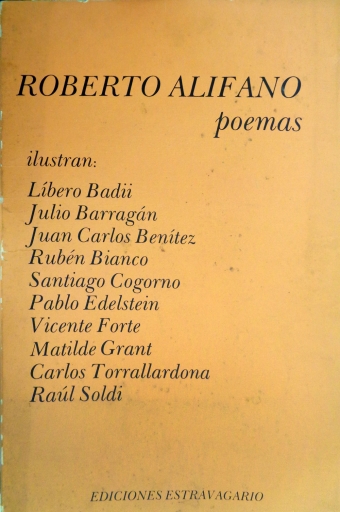 ROBERTO ALIFANO
poemas
ilustran:
Líbero Badii
Julio Barragán
Juan Carlos Benítez
Rubén Bianco
Santiago Cogorno
Pablo Edelstein
Vicente Forte
Matilde Grant
Carlos Torrallardona
Raúl Soldi
EDICIONES ESTRAVAGARIO